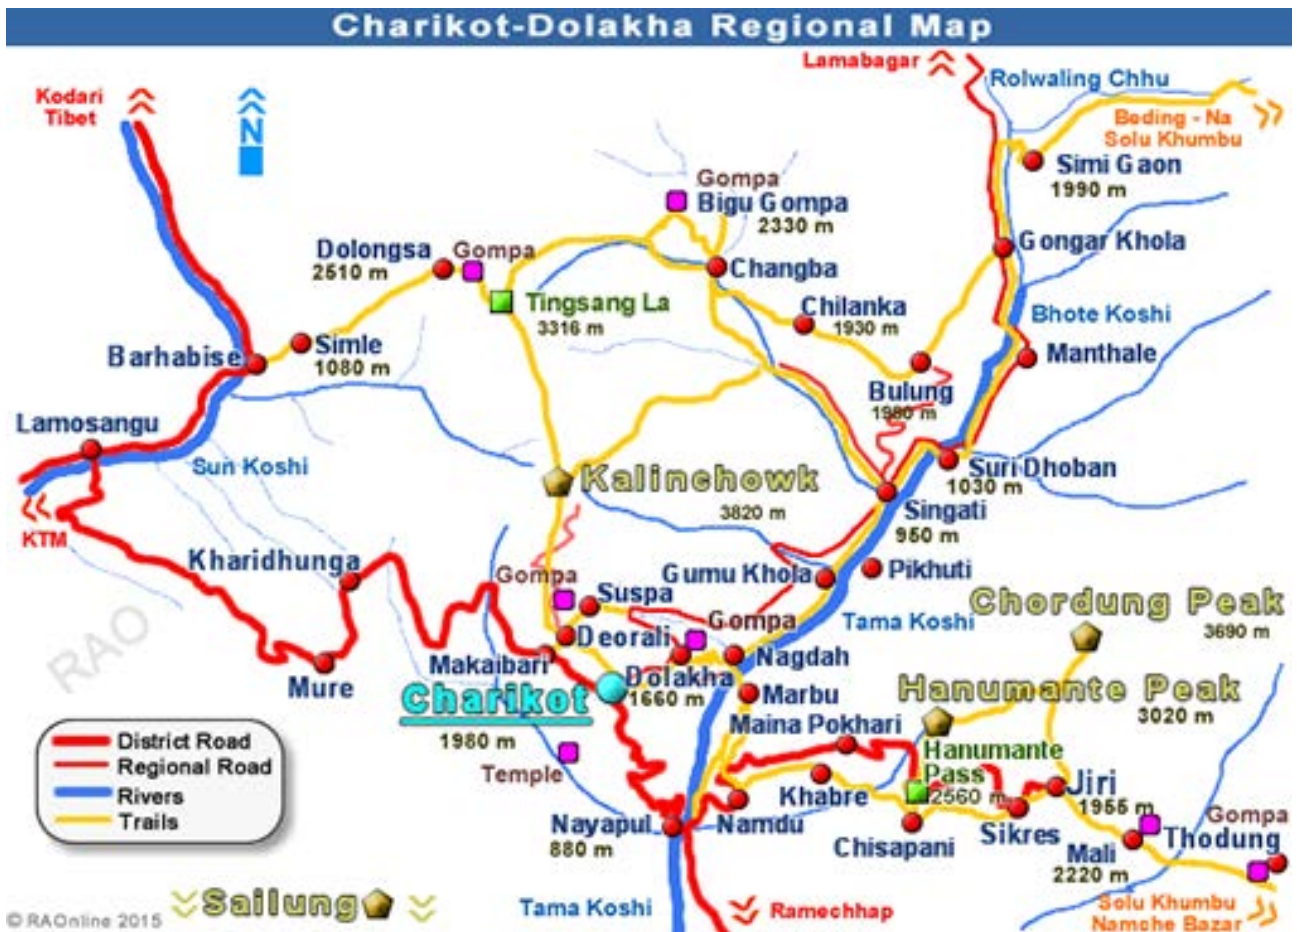 Charikot-Dolakha Regional Map
Lamabagar
Rolwaling Chhu
Kodari
Tibet
N
Beding - Na
Solu Khumbu
Simi Gaon
1990 m
Gompa
Bigu Gompa
2330 m
Gongar Khola
Dolongsa
2510 m
Gompa
Changba
Tingsang La
3316 m
Chilanka
1930 m
Bhote Koshi
Barhabise
Simle
1080 m
Manthale
Bulung
1980 m
Lamosangu
Sun Koshi
Kalinchowk
3820 m
Suri Dhoban
1030 m
Singati
950 m
KTM
Kharidhunga
Gompa
Suspa
Gumu Khola
Pikhuti
Chordung Peak
3690 m
RAO
Gompa
Tama Koshi
Deorali
Makaibari
Nagdah
Mure
Dolakha
1660 m
Charikot
1980 m
Marbu
Hanumante Peak
3020 m
Maina Pokhari
District Road
Regional Road
Rivers
Trails
Temple
Hanumante
Pass
2560 m
Khabre
Jiri
1955 m
Nayapul
880 m
Namdu
Chisapani
Sikres
Gompa
Mali
2220 m
Thodung
Sailung
Tama Koshi
Ramechhap
Solu Khumbu
Namche Bazar
© RAOnline 2015